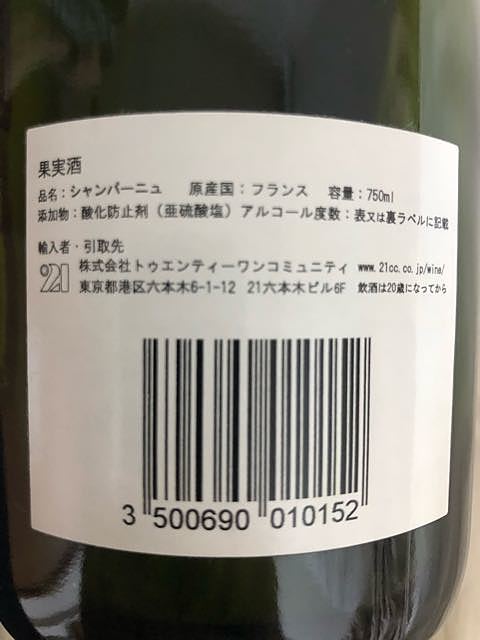 果実酒
品名：シャンパーニュ　原産国：フランス　容量：750ml
添加物：酸化防止剤（亜硫酸塩）アルコール度数：表又は裏ラベルに記載
輸入者・引取先
21 株式会社トゥエンティーワンコミュニティ www.21cc.co.jp/wine/
東京都港区六本木6-1-12　21六本木ビル6F　飲酒は20歳になってから
3 500690 010152